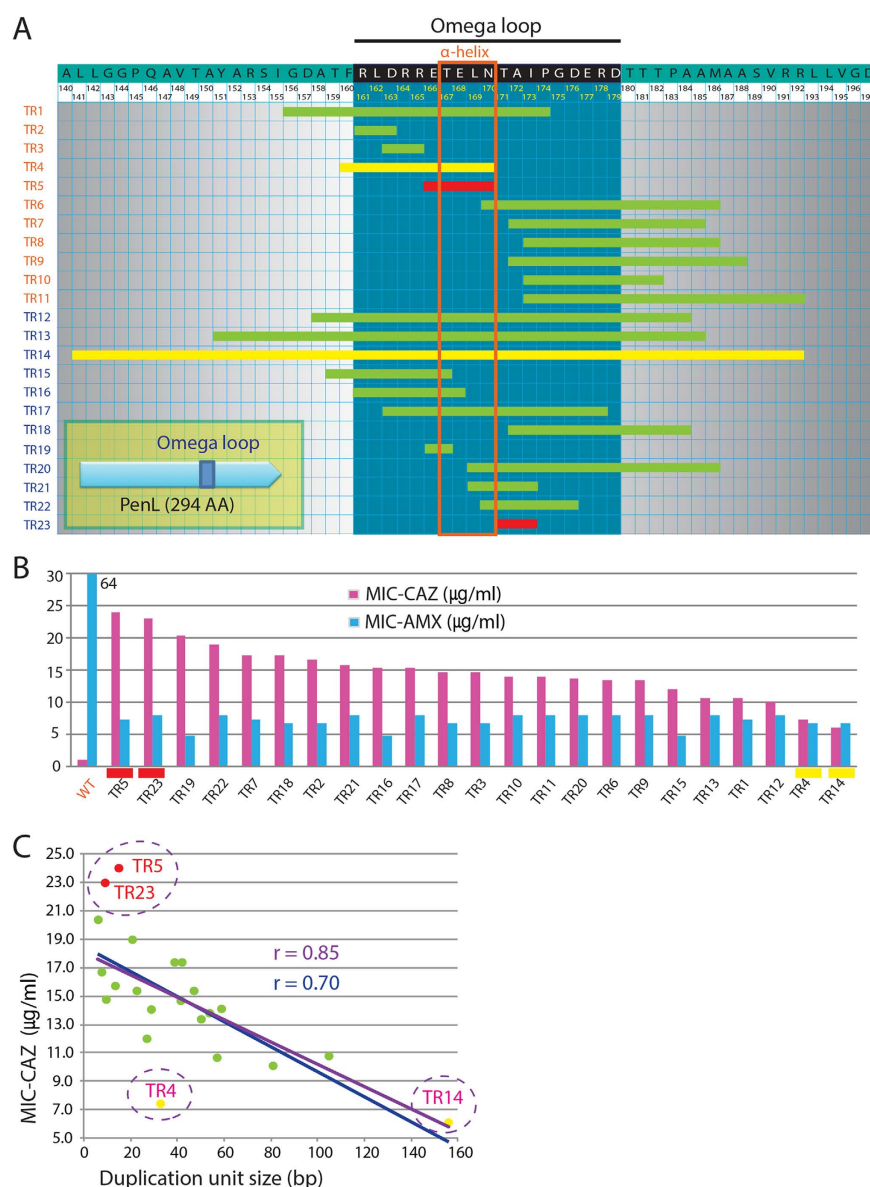 A
Omega loop
α-helix
A L L G G P Q A V T A Y A R S I G D A T F R L D R R E T E L N T A I P G D E R D T T T P A A M A A S V R R L L V G D
140 142 144 146 148 150 152 154 156 158 160 162 164 166 168 170 172 174 176 178 180 182 184 186 188 190 192 194 196
141 143 145 147 149 151 153 155 157 159 161 163 165 167 169 171 173 175 177 179 181 183 185 187 189 191 193 195
TR1
TR2
TR3
TR4
TR5
TR6
TR7
TR8
TR9
TR10
TR11
TR12
TR13
TR14
TR15
TR16
TR17
TR18
TR19
TR20
TR21
TR22
TR23
Omega loop
PenL (294 AA)
B
30
25
20
15
10
5
0
64
MIC-CAZ (µg/ml)
MIC-AMX (µg/ml)
WT TR5 TR23 TR19 TR22 TR7 TR18 TR2 TR21 TR16 TR17 TR8 TR3 TR10 TR11 TR20 TR6 TR9 TR15 TR13 TR1 TR12 TR4 TR14
C
MIC-CAZ (µg/ml)
25.0
23.0
21.0
19.0
17.0
15.0
13.0
11.0
9.0
7.0
5.0
TR5
TR23
r = 0.85
r = 0.70
TR4
TR14
0 20 40 60 80 100 120 140 160
Duplication unit size (bp)